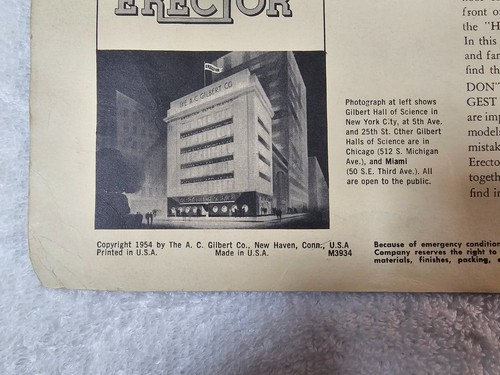 ERECTOR
THE A. C. GILBERT CO.
Photograph at left shows
Gilbert Hall of Science in
New York C.ty, at 5th Ave.
and 25th St. Cther Gilbert
Halls of Science are in
Chicago (512 S. Michigan
Ave.), and Miami
(50 S.E. Third Ave.). All
are open to the public.
Copyright 1954 by The A. C. Gilbert Co., New Haven, Conn., U.S.A
Printed in U.S.A. Made in U.S.A. M3934
front o
the "H
In this
and far
find th
DON'T
GEST
are imp
models
mistak
Erecto
togeth
find in
Because of emergency condition
Company reserves the right to
materials, finishes, packing,